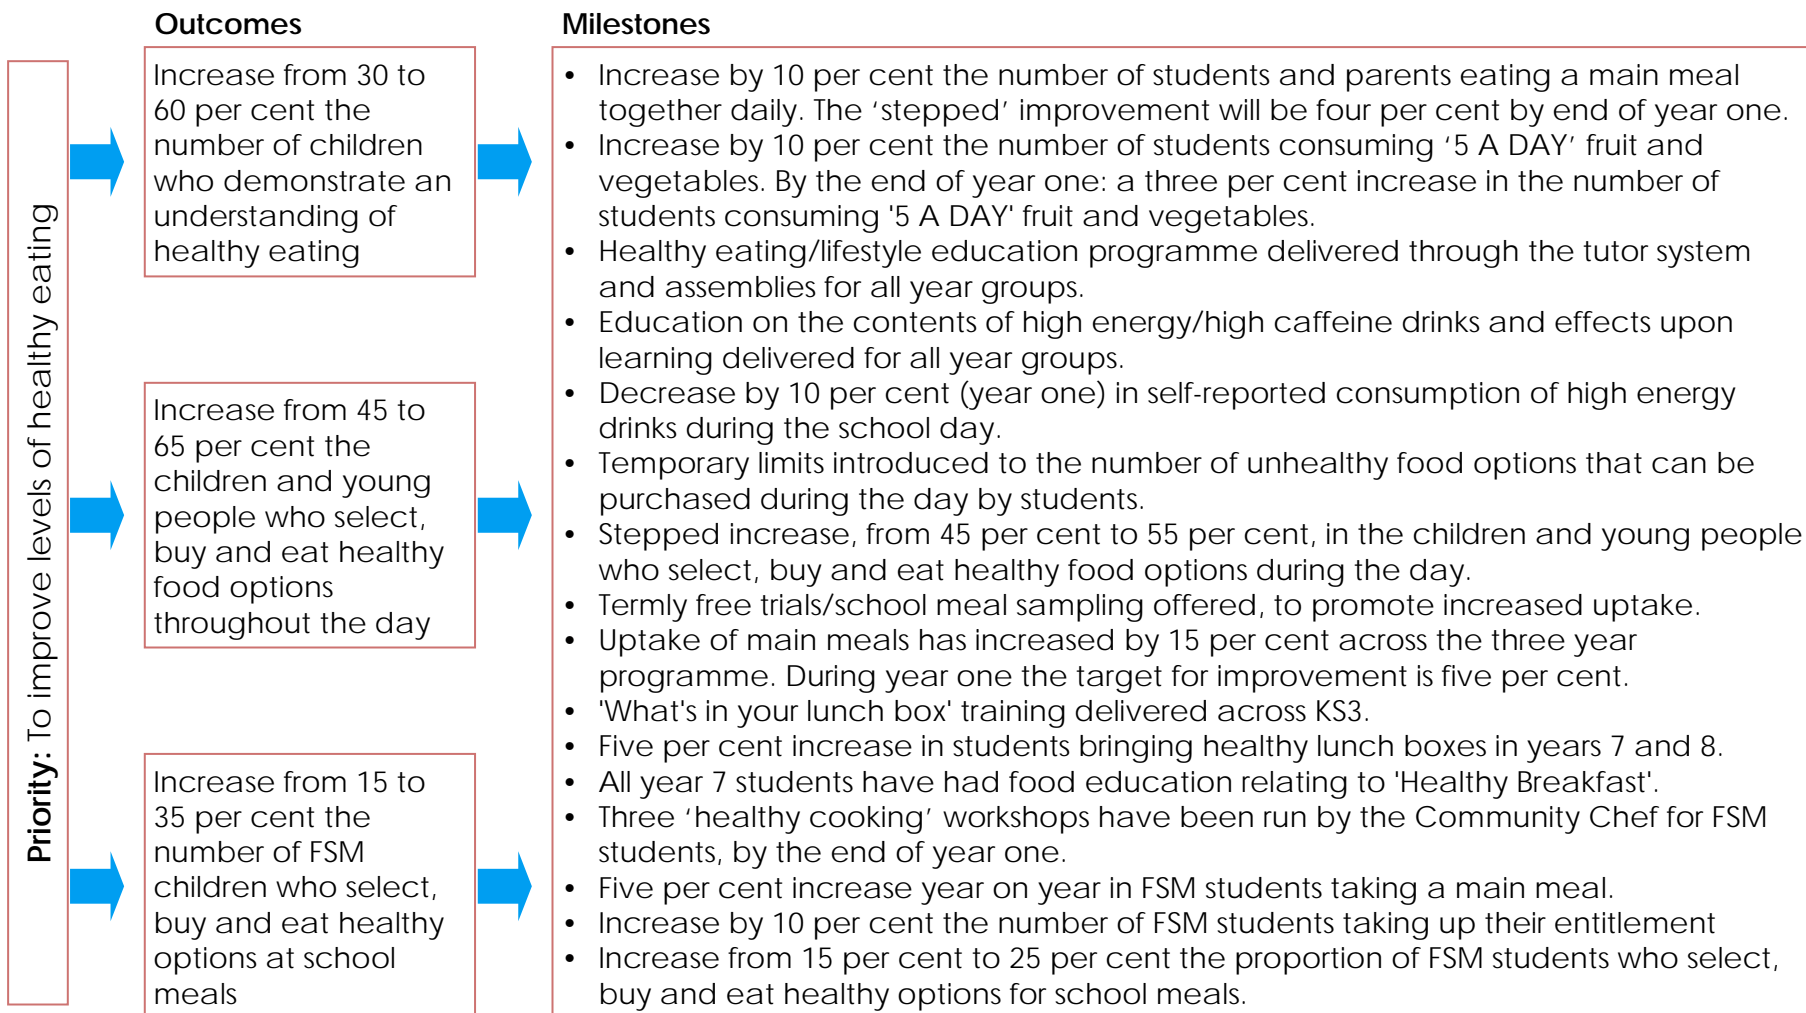 Outcomes
Milestones
Priority: To improve levels of healthy eating
Increase from 30 to
60 per cent the
number of children
who demonstrate an
understanding of
healthy eating
Increase from 45 to
65 per cent the
children and young
people who select,
buy and eat healthy
food options
throughout the day
Increase from 15 to
35 per cent the
number of FSM
children who select,
buy and eat healthy
options at school
meals
• Increase by 10 per cent the number of students and parents eating a main meal
together daily. The ‘stepped’ improvement will be four per cent by end of year one.
• Increase by 10 per cent the number of students consuming ‘5 A DAY’ fruit and
vegetables. By the end of year one: a three per cent increase in the number of
students consuming '5 A DAY' fruit and vegetables.
• Healthy eating/lifestyle education programme delivered through the tutor system
and assemblies for all year groups.
• Education on the contents of high energy/high caffeine drinks and effects upon
learning delivered for all year groups.
• Decrease by 10 per cent (year one) in self-reported consumption of high energy
drinks during the school day.
• Temporary limits introduced to the number of unhealthy food options that can be
purchased during the day by students.
• Stepped increase, from 45 per cent to 55 per cent, in the children and young people
who select, buy and eat healthy food options during the day.
• Termly free trials/school meal sampling offered, to promote increased uptake.
• Uptake of main meals has increased by 15 per cent across the three year
programme. During year one the target for improvement is five per cent.
• 'What's in your lunch box' training delivered across KS3.
• Five per cent increase in students bringing healthy lunch boxes in years 7 and 8.
• All year 7 students have had food education relating to 'Healthy Breakfast'.
• Three ‘healthy cooking’ workshops have been run by the Community Chef for FSM
students, by the end of year one.
• Five per cent increase year on year in FSM students taking a main meal.
• Increase by 10 per cent the number of FSM students taking up their entitlement
• Increase from 15 per cent to 25 per cent the proportion of FSM students who select,
buy and eat healthy options for school meals.